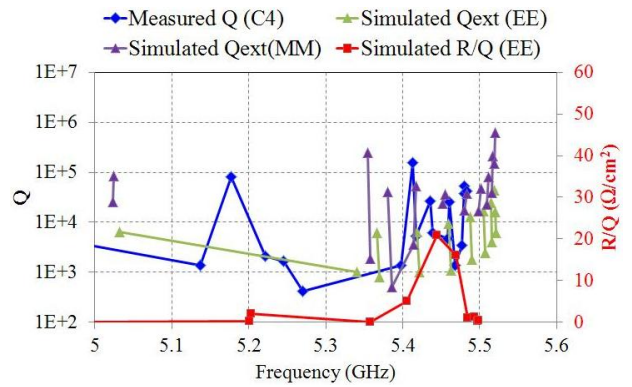 Measured Q (C4) Simulated Qext (EE)
Simulated Qext(MM) Simulated R/Q (EE)
1E+7 60
1E+6 50
1E+5 40
1E+4 30
1E+3 20
1E+2 10
0
Q
R/Q (Ω/cm²)
5 5.1 5.2 5.3 5.4 5.5 5.6
Frequency (GHz)